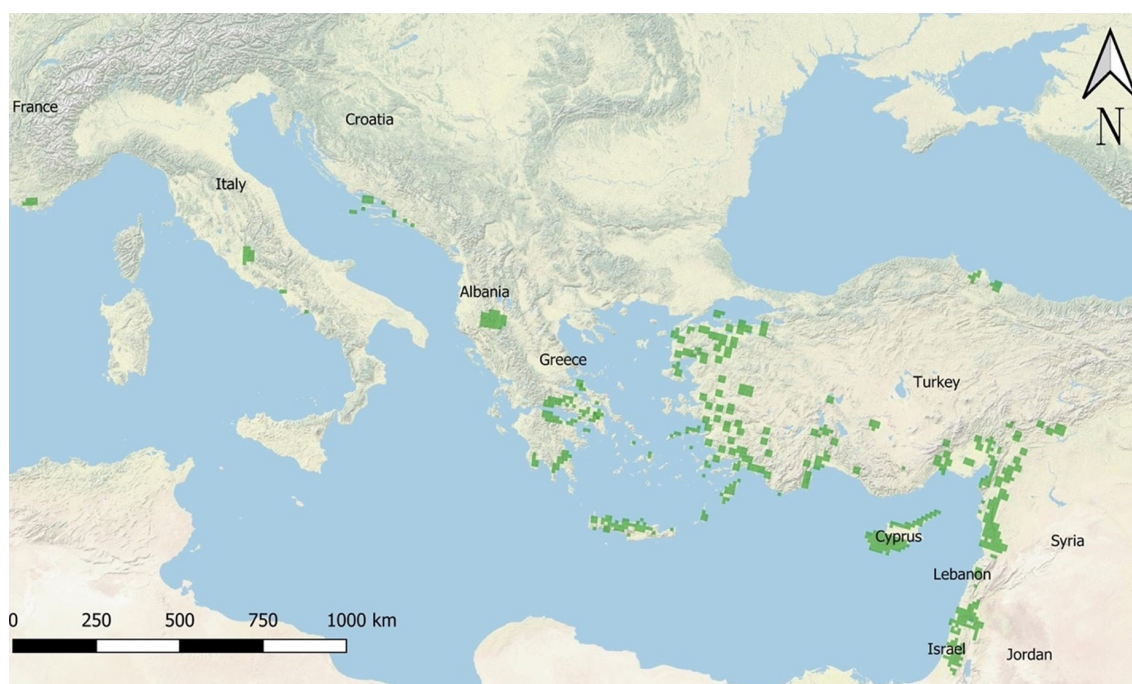 N
France
Croatia
Italy
Albania
Greece
Turkey
Cyprus
Syria
Lebanon
Israel
Jordan
0 250 500 750 1000 km